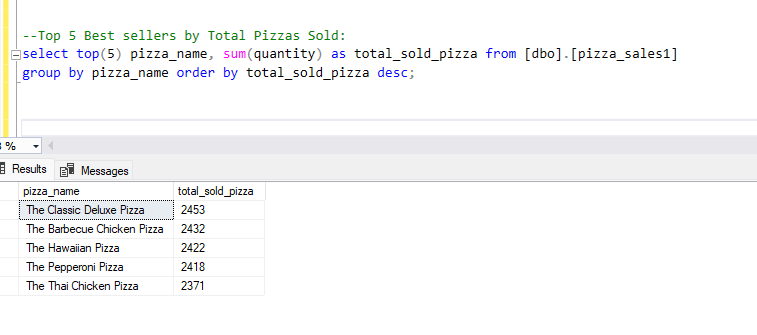 --Top 5 Best sellers by Total Pizzas Sold:
select top(5) pizza_name, sum(quantity) as total_sold_pizza from [dbo].[pizza_sales1]
group by pizza_name order by total_sold_pizza desc;
%
Results Messages
pizza_name total_sold_pizza
The Classic Deluxe Pizza 2453
The Barbecue Chicken Pizza 2432
The Hawaiian Pizza 2422
The Pepperoni Pizza 2418
The Thai Chicken Pizza 2371